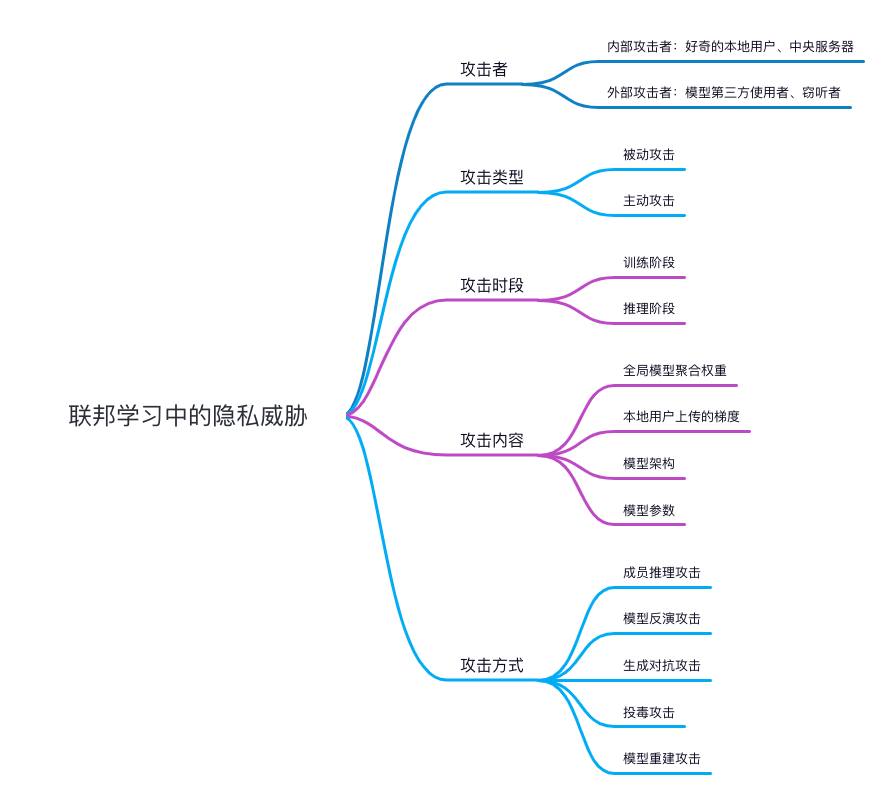 联邦学习中的隐私威胁
攻击者
内部攻击者：好奇的本地用户、中央服务器
外部攻击者：模型第三方使用者、窃听者
攻击类型
被动攻击
主动攻击
攻击时段
训练阶段
推理阶段
攻击内容
全局模型聚合权重
本地用户上传的梯度
模型架构
模型参数
攻击方式
成员推理攻击
模型反演攻击
生成对抗攻击
投毒攻击
模型重建攻击